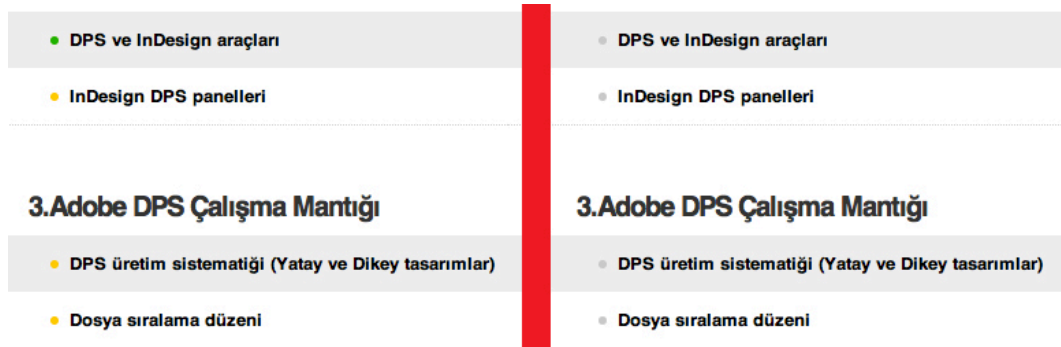 DPS ve InDesign araçları
InDesign DPS panelleri
3.Adobe DPS Çalışma Mantığı
DPS üretim sistematiği (Yatay ve Dikey tasarımlar)
Dosya sıralama düzeni
DPS ve InDesign araçları
InDesign DPS panelleri
3.Adobe DPS Çalışma Mantığı
DPS üretim sistematiği (Yatay ve Dikey tasarımlar)
Dosya sıralama düzeni